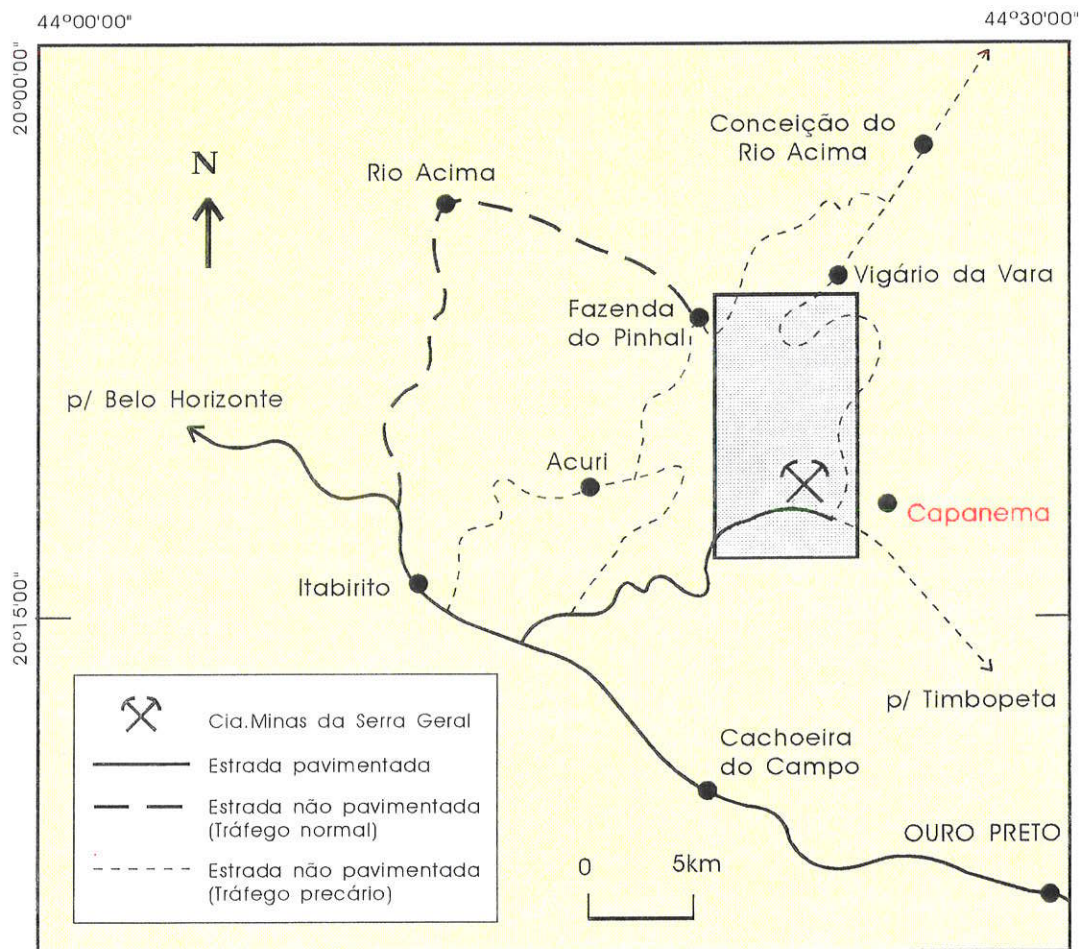 44º00'00"
44º30'00"
20º00'00"
Conceição do
Rio Acima
N
Rio Acima
Vigário da Vara
Fazenda
do Pinhal
p/ Belo Horizonte
Acuri
Capanema
Itabirito
20º15'00"
p/ Timbopeta
Cia.Minas da Serra Geral
Estrada pavimentada
Estrada não pavimentada
(Tráfego normal)
Estrada não pavimentada
(Tráfego precário)
Cachoeira
do Campo
OURO PRETO
0 5km